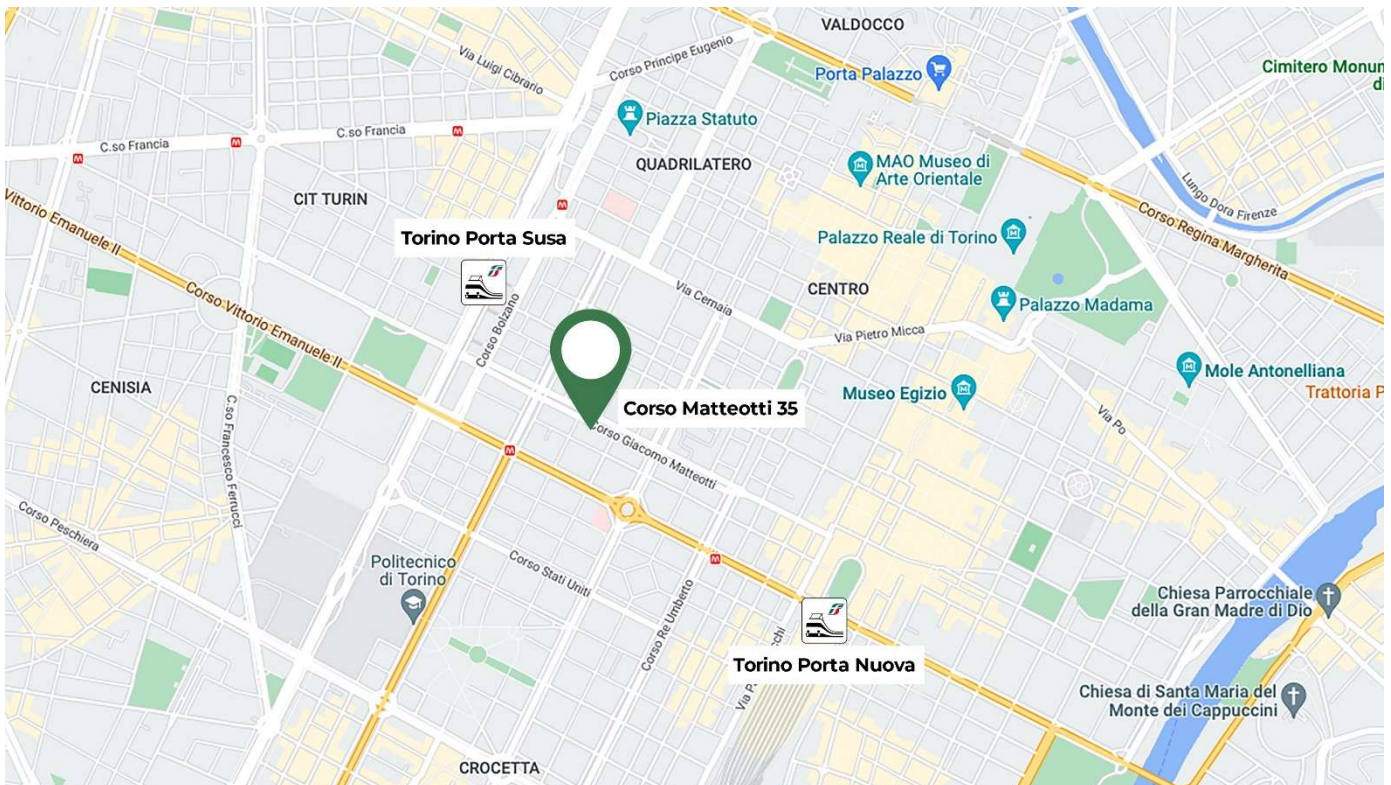 VALDOCCO
Via Luigi Cibrario
Corso Principe Eugenio
Porta Palazzo
Cimitero Monum
di
Piazza Statuto
C.so Francia
M
C.so Francia
M
M
QUADRILATERO
MAO Museo di
Arte Orientale
Lungo Dora Firenze
CIT TURIN
M
Vittorio Emanuele II
Corso Regina Margherita
Torino Porta Susa
Palazzo Reale di Torino
Via Cernaia
CENTRO
Corso Bolzano
Palazzo Madama
Corso Vittorio Emanuele II
Via Pietro Micca
CENISIA
Mole Antonelliana
Museo Egizio
Trattoria P
Corso Matteotti 35
Corso Giacomo Matteotti
Via Po
M
C.so Francesco Ferrucci
Corso Peschiera
Politecnico
di Torino
Corso Stati Uniti
M
Chiesa Parrocchiale
della Gran Madre di Dio
Corso Re Umberto
cchi
Torino Porta Nuova
Via P
Chiesa di Santa Maria del
Monte dei Cappuccini
CROCETTA